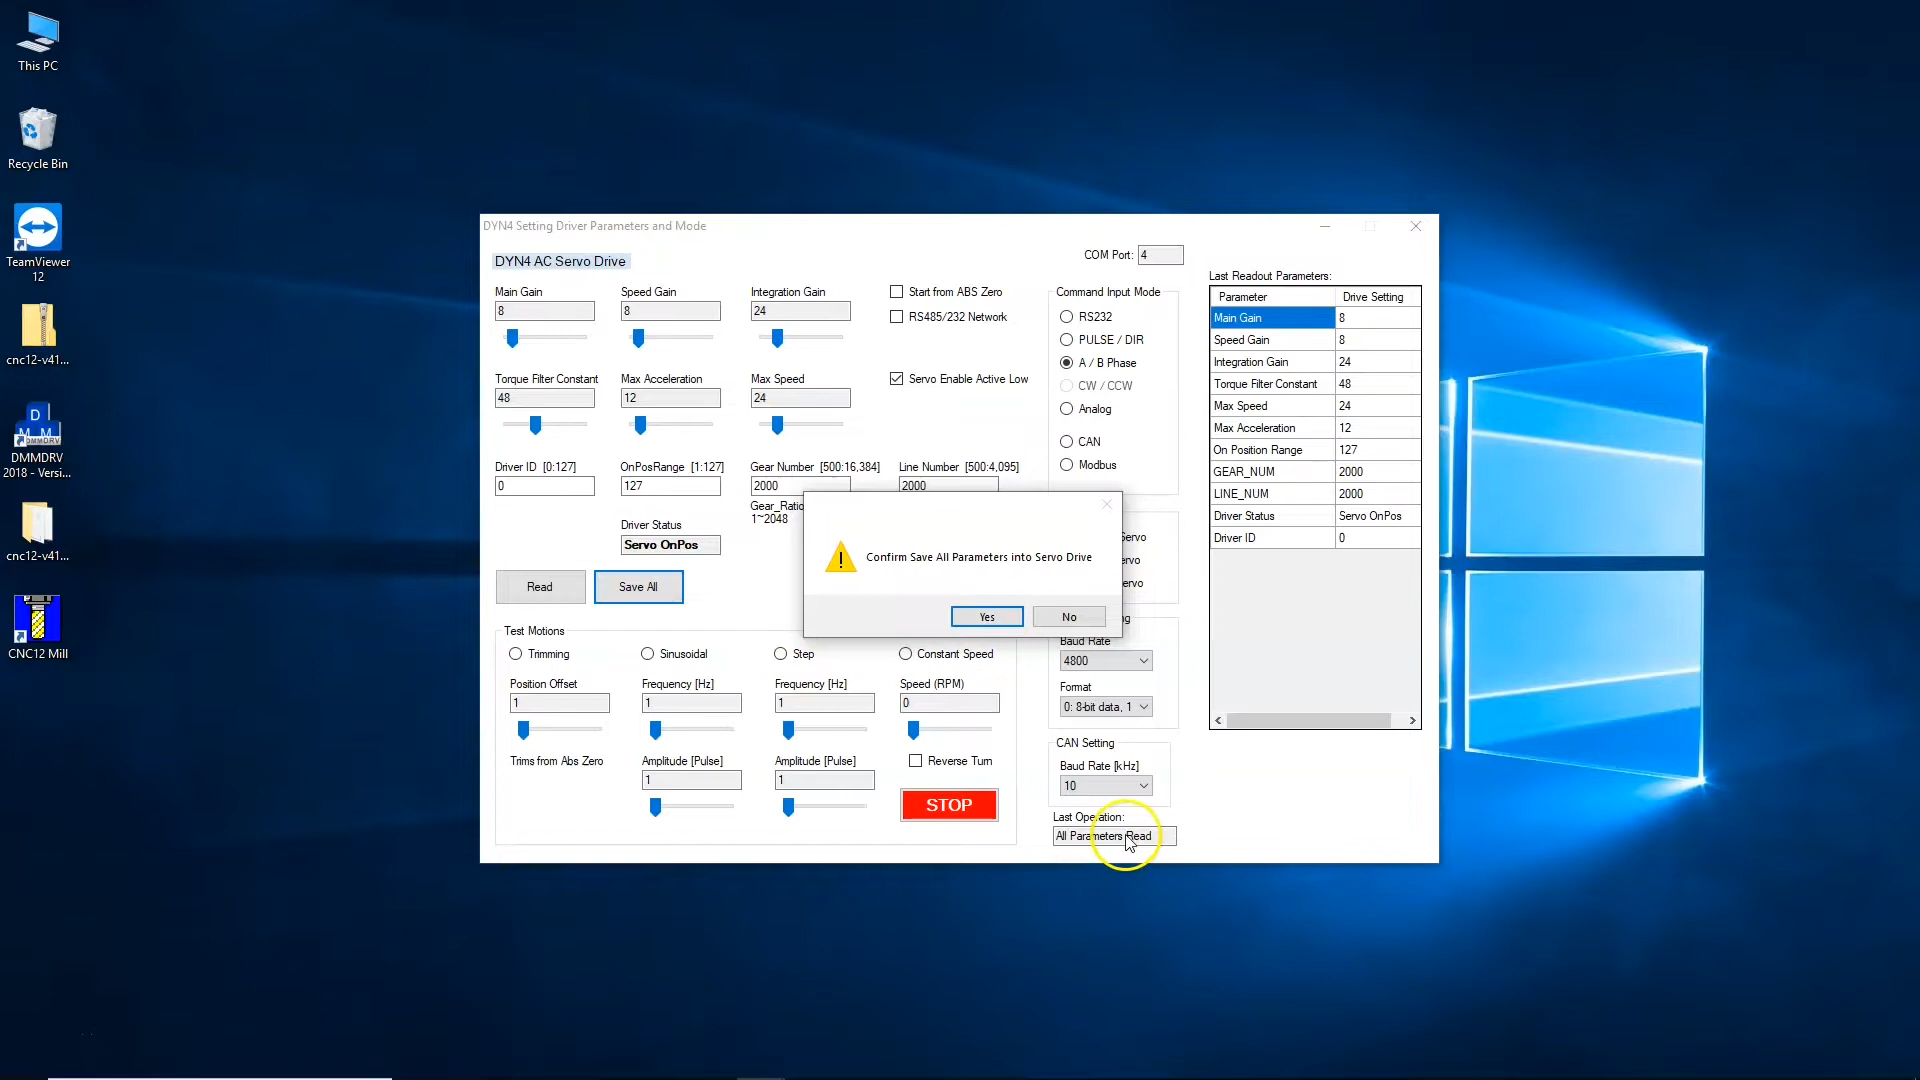 This PC
Recycle Bin
TeamViewer
12
cnc12-v41...
D
M M
DMMDRV
DMMDRV
2018 - Versi...
cnc12-v41...
CNC12 Mill
DYN4 Setting Driver Parameters and Mode
DYN4 AC Servo Drive
COM Port: 4
Main Gain
8
Speed Gain
8
Integration Gain
24
Start from ABS Zero
RS485/232 Network
Torque Filter Constant
48
Max Acceleration
12
Max Speed
24
Servo Enable Active Low
Driver ID [0:127]
0
OnPosRange [1:127]
127
Gear Number [500:16,384]
2000
Gear_Ratio
1~2048
Line Number [500:4,095]
2000
Driver Status
Servo OnPos
Read
Save All
Command Input Mode
RS232
PULSE / DIR
A / B Phase
CW / CCW
Analog
CAN
Modbus
Confirm Save All Parameters into Servo Drive
Yes
No
Test Motions
Trimming
Sinusoidal
Step
Constant Speed
Position Offset
1
Frequency [Hz]
1
Frequency [Hz]
1
Speed (RPM)
0
Trims from Abs Zero
Amplitude [Pulse]
1
Amplitude [Pulse]
1
Reverse Turn
STOP
Baud Rate
4800
Format
0: 8-bit data, 1
CAN Setting
Baud Rate [kHz]
10
Last Operation:
All Parameters Read
Last Readout Parameters:
Parameter Drive Setting
Main Gain 8
Speed Gain 8
Integration Gain 24
Torque Filter Constant 48
Max Speed 24
Max Acceleration 12
On Position Range 127
GEAR_NUM 2000
LINE_NUM 2000
Driver Status Servo OnPos
Driver ID 0